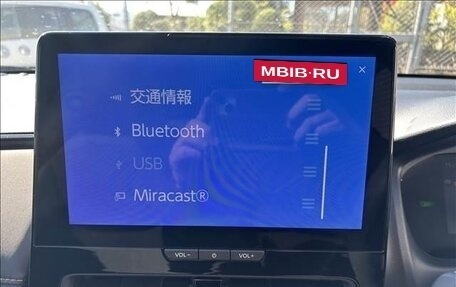 MBIB·RU
×
交通情報
Bluetooth
USB
Miracast®
VOL− VOL+